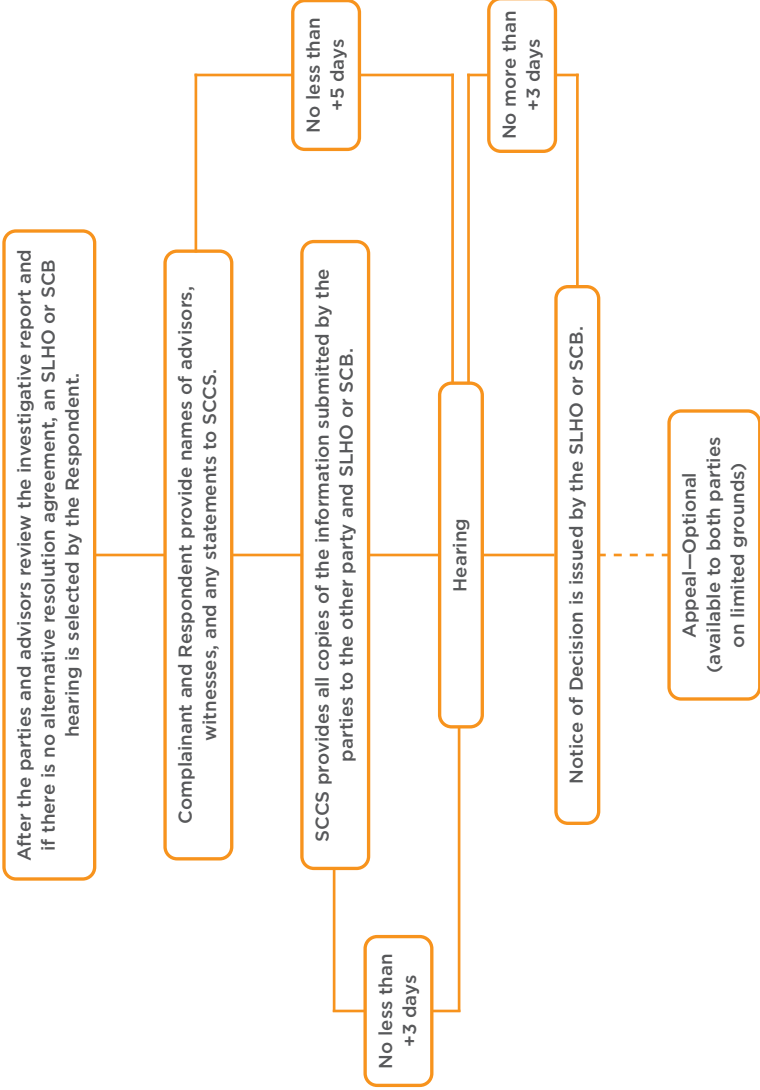 After the parties and advisors review the investigative report and
if there is no alternative resolution agreement, an SLHO or SCB
hearing is selected by the Respondent.
Complainant and Respondent provide names of advisors,
witnesses, and any statements to SCCS.
No less than
+5 days
SCCS provides all copies of the information submitted by the
parties to the other party and SLHO or SCB.
No less than
+3 days
Hearing
No more than
+3 days
Notice of Decision is issued by the SLHO or SCB.
Appeal—Optional
(available to both parties
on limited grounds)